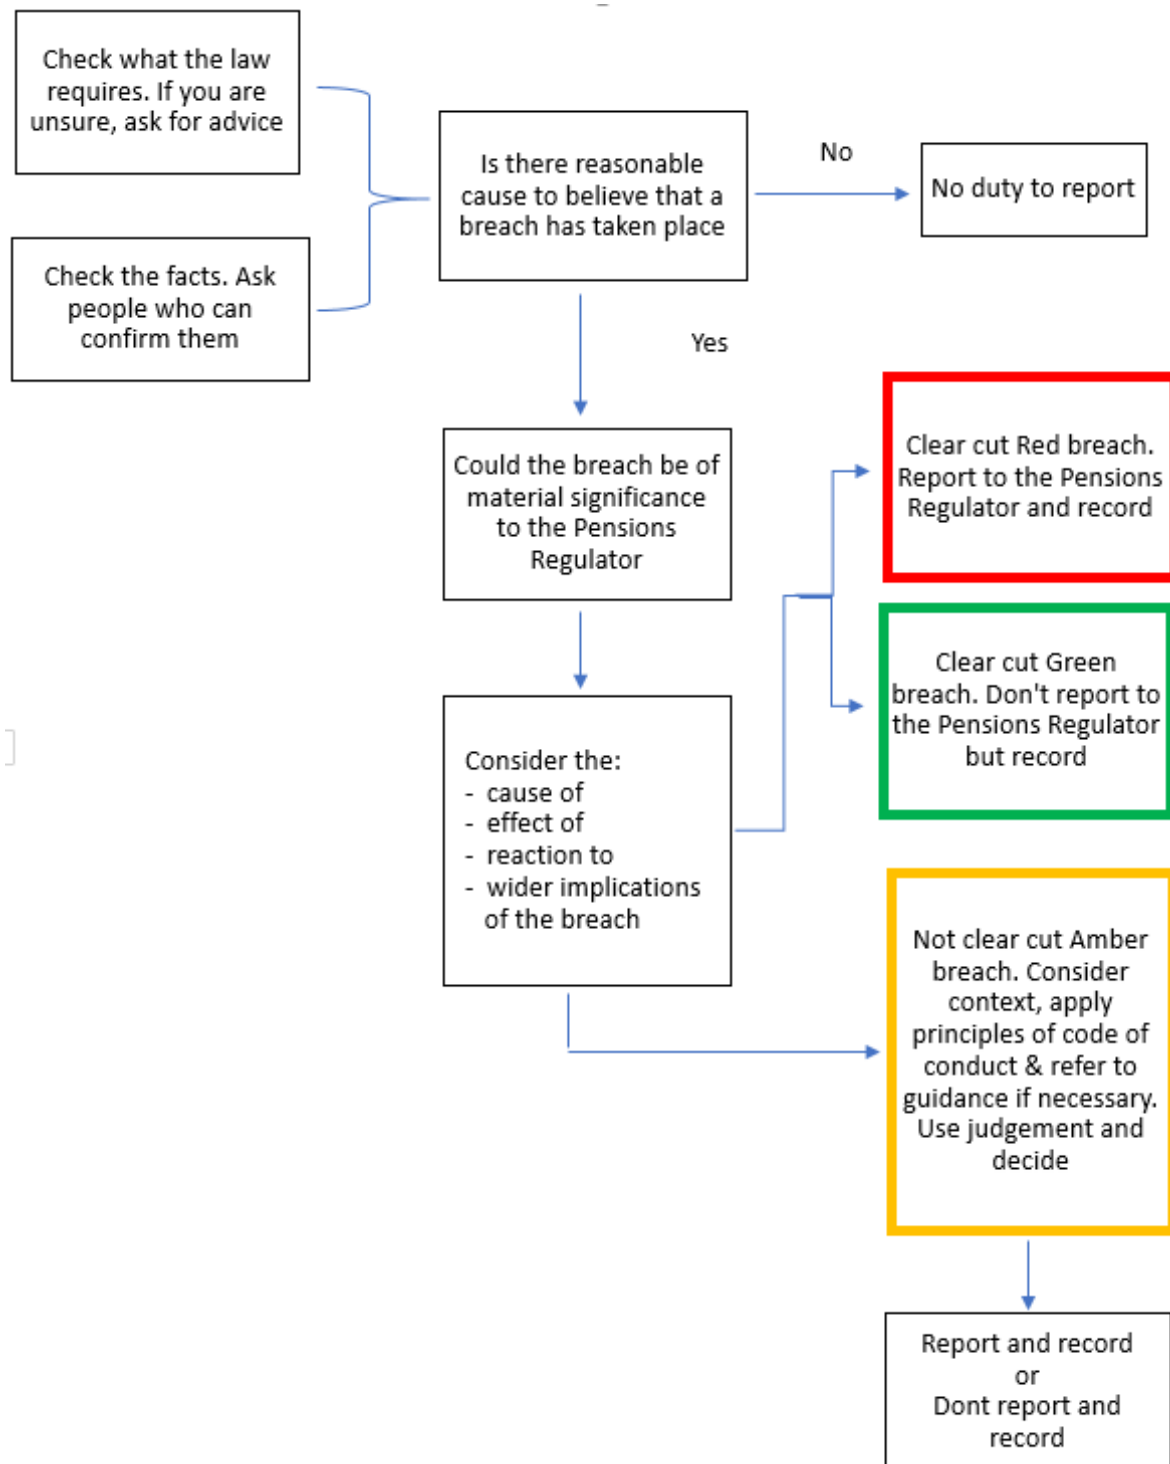 Check what the law
requires. If you are
unsure, ask for advice
Check the facts. Ask
people who can
confirm them
Is there reasonable
cause to believe that a
breach has taken place
No
No duty to report
Yes
Could the breach be of
material significance
to the Pensions
Regulator
Consider the:
- cause of
- effect of
- reaction to
- wider implications
of the breach
Clear cut Red breach.
Report to the Pensions
Regulator and record
Clear cut Green
breach. Don't report to
the Pensions Regulator
but record
Not clear cut Amber
breach. Consider
context, apply
principles of code of
conduct & refer to
guidance if necessary.
Use judgement and
decide
Report and record
or
Dont report and
record